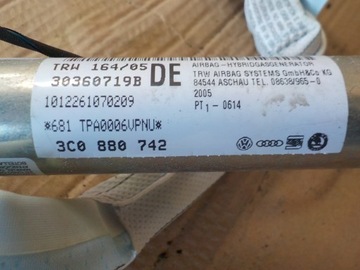 TRW 164/05
30360719B DE
1012261070209
*681 TPA0006VPNU*
3C0 880 742
AIRBAG-HYBRIDGASGENERATOR
TRW AIRBAG SYSTEMS GmbH&Co KG
84544 ASCHAU TEL. 08638/965-0
2005
PT1-0614